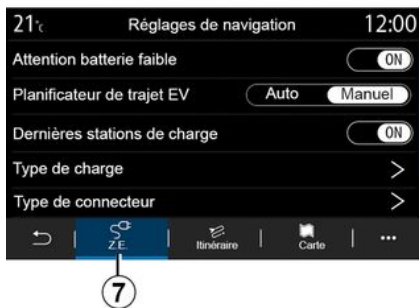 21°c Réglages de navigation 12:00
Attention batterie faible ON
Planificateur de trajet EV Auto Manuel
Dernières stations de charge ON
Type de charge >
Type de connecteur >
Z.E. Itinéraire Carte ...
7